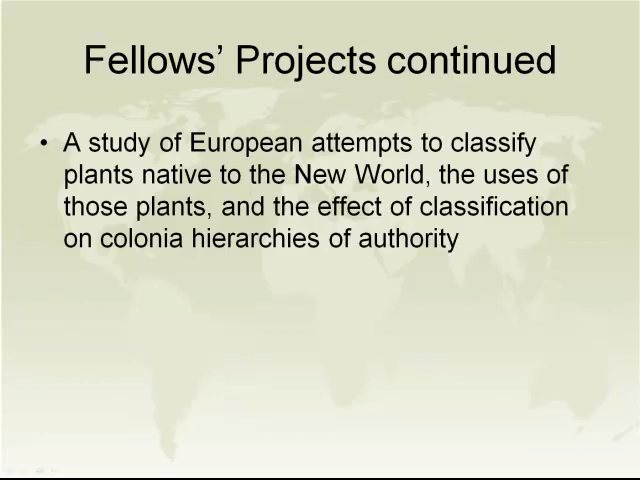 Fellows’ Projects continued
• A study of European attempts to classify
plants native to the New World, the uses of
those plants, and the effect of classification
on colonia hierarchies of authority